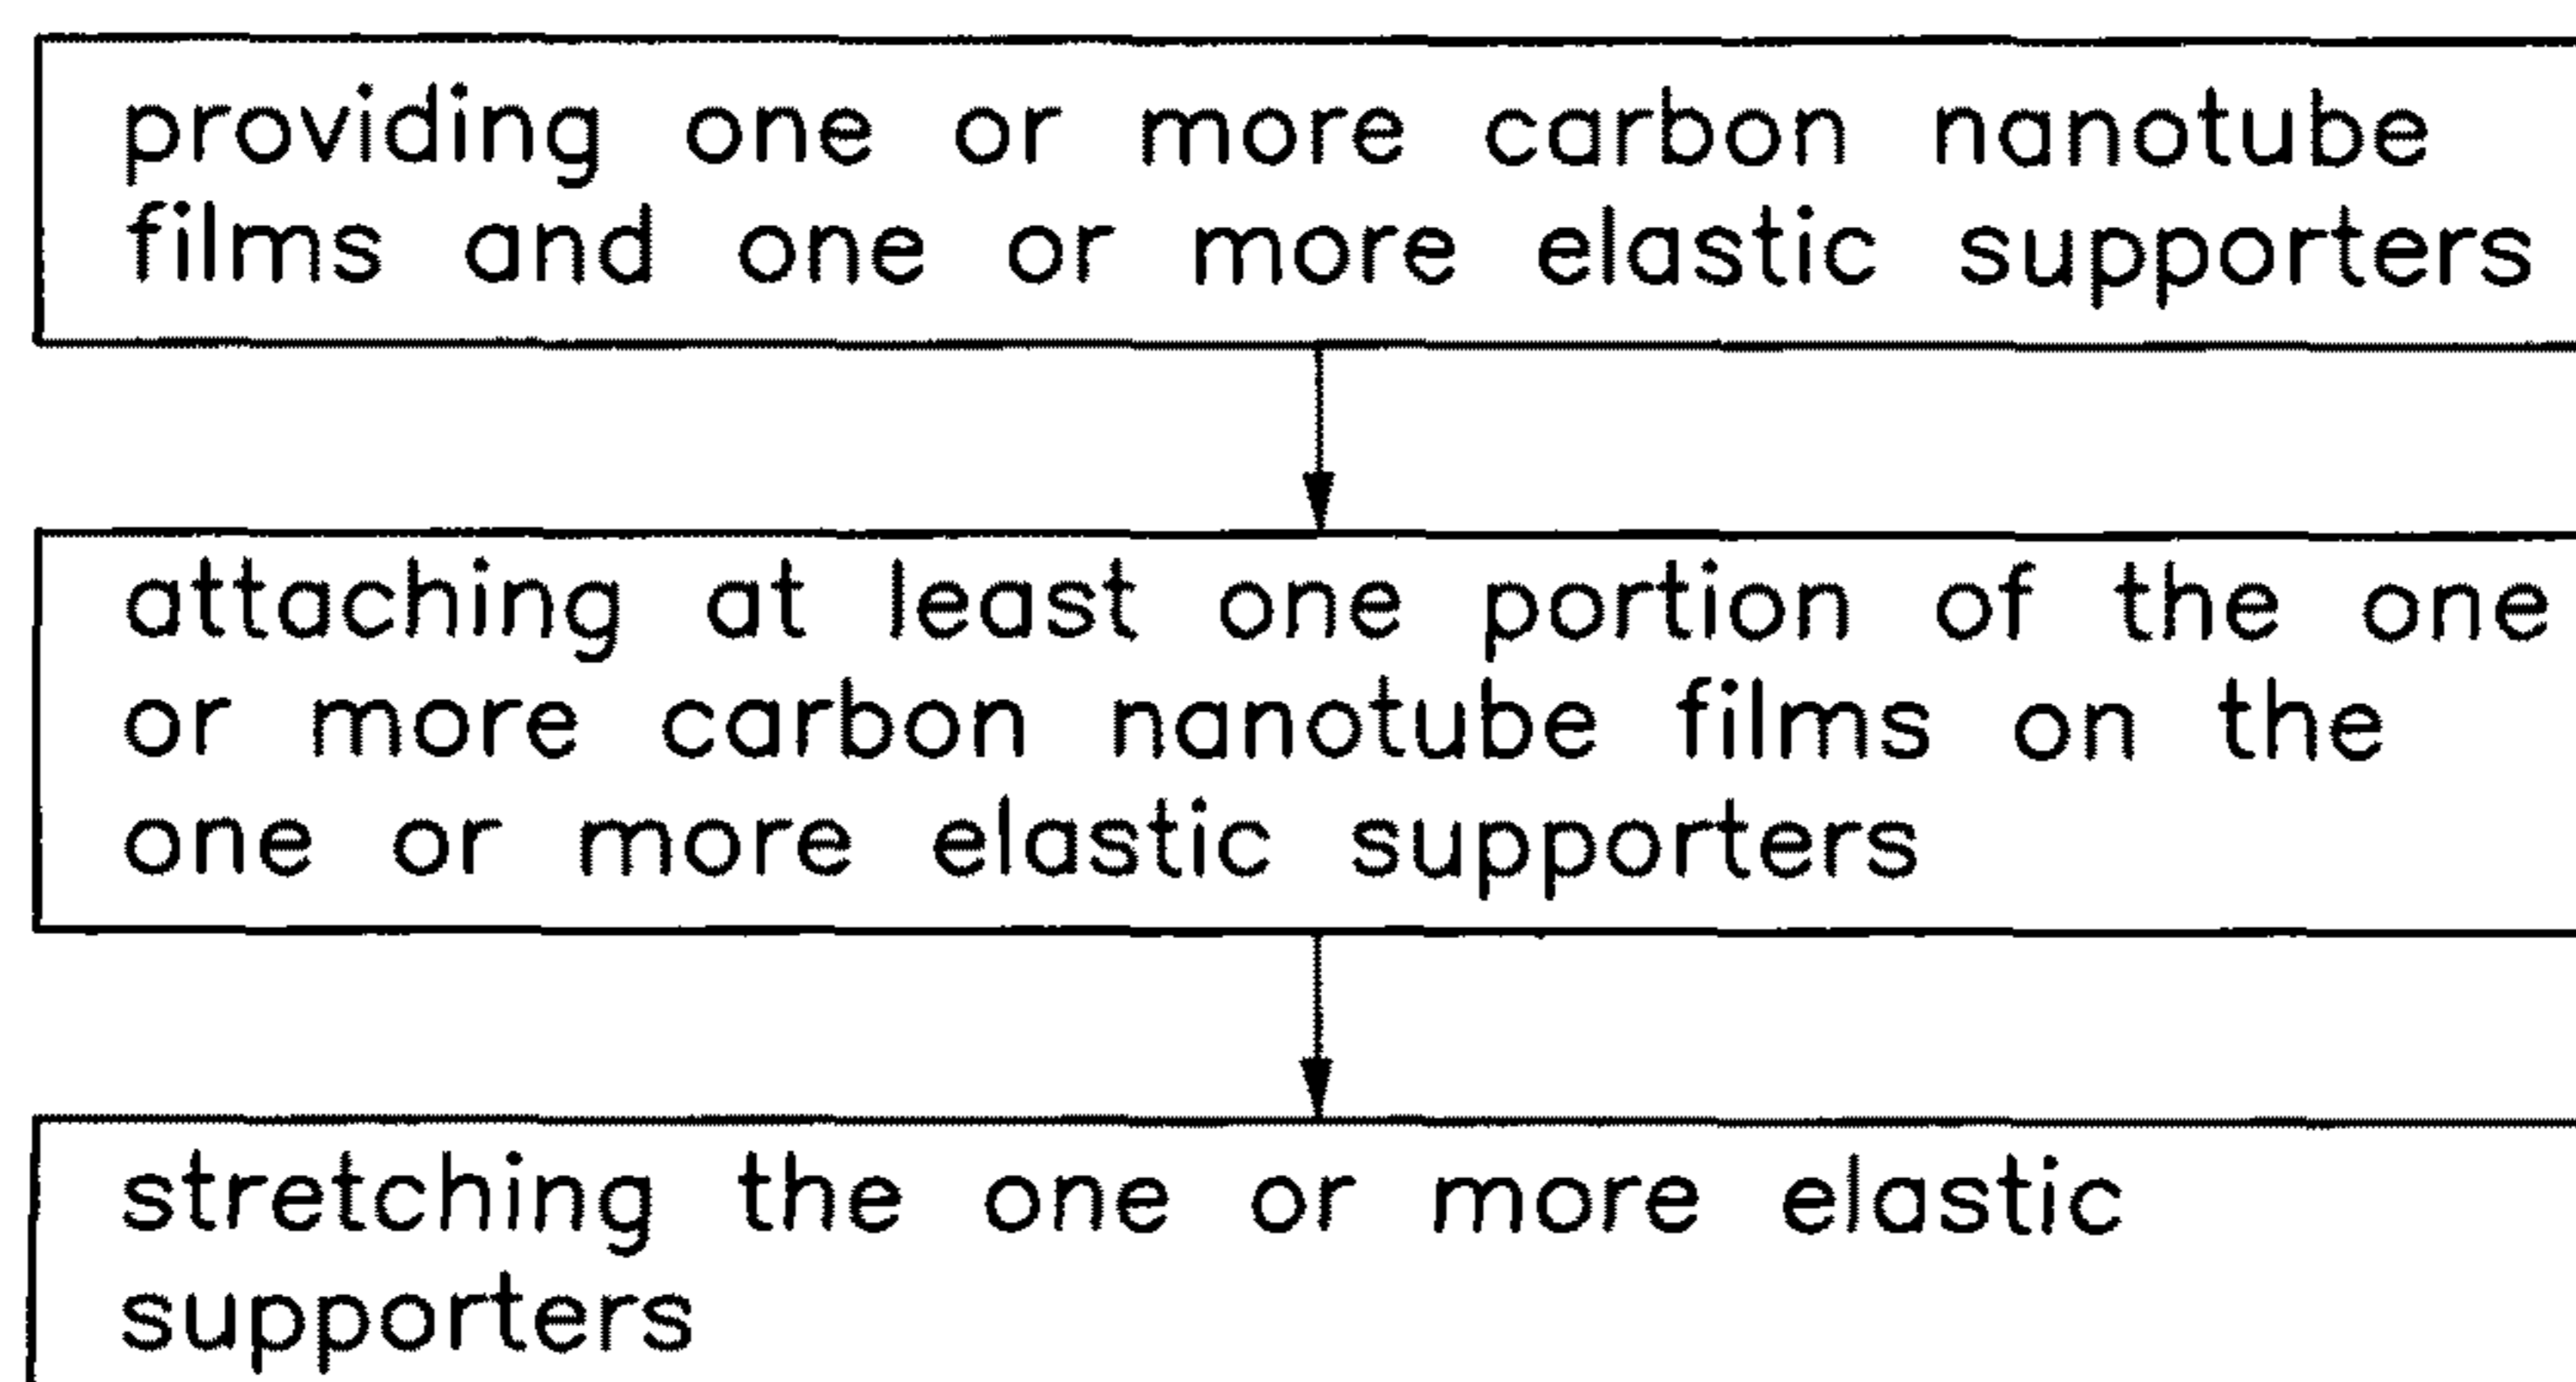 providing one or more carbon nanotube
films and one or more elastic supporters
attaching at least one portion of the one
or more carbon nanotube films on the
one or more elastic supporters
stretching the one or more elastic
supporters